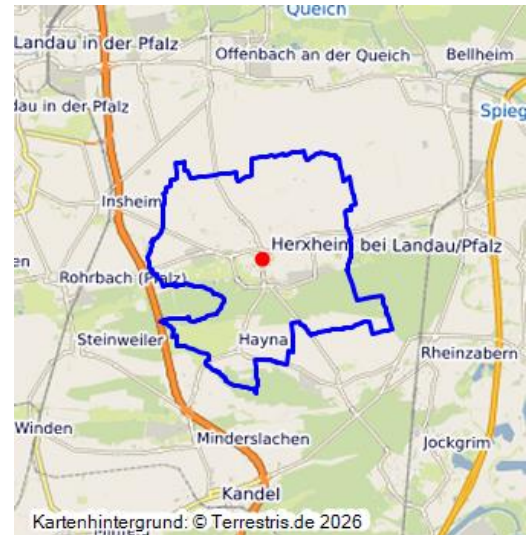 Queich
Landau in der Pfalz
Offenbach an der Queich
Bellheim
dau in der Pfalz
Spieg
Insheim
Herxheim bei Landau/Pfalz
en
Rohrbach (Pfalz)
Steinweiler
Hayna
Rheinzabern
Winden
Minderslachen
Jockgrim
Kandel
Kartenhintergrund: © Terrestris.de 2026